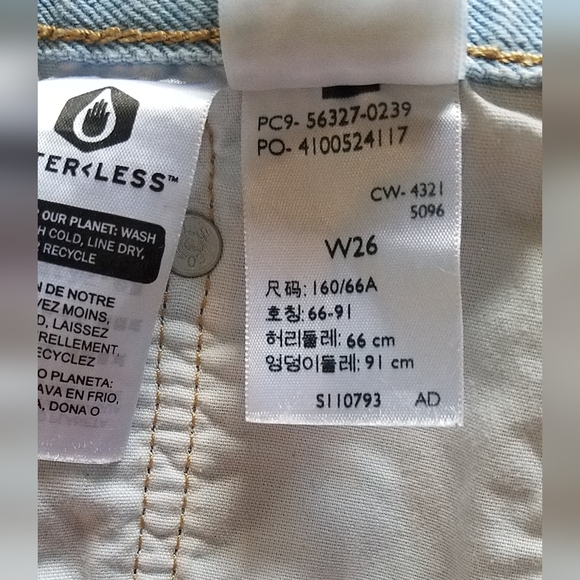 TER<LESS™
OUR PLANET: WASH
COLD, LINE DRY,
RECYCLE
N DE NOTRE
VEZ MOINS,
D, LAISSEZ
RELLEMENT,
ECYCLEZ
O PLANETA:
AVA EN FRIO,
A, DONA O
PC9- 56327-0239
PO- 4100524117
CW- 4321
5096
W26
尺码: 160/66A
호칭: 66-91
허리둘레: 66 cm
엉덩이둘레: 91 cm
S110793 AD